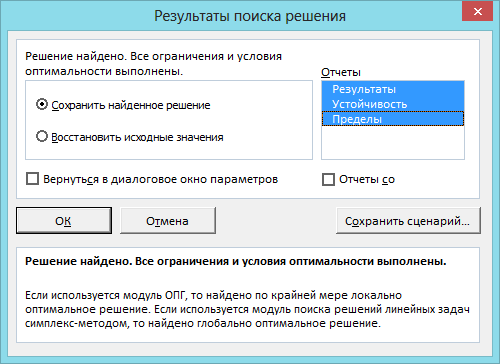 Результаты поиска решения
Решение найдено. Все ограничения и условия
оптимальности выполнены.
Отчеты
Сохранить найденное решение
Восстановить исходные значения
Результаты
Устойчивость
Пределы
Вернуться в диалоговое окно параметров
Отчеты со
ОК
Отмена
Сохранить сценарий...
Решение найдено. Все ограничения и условия оптимальности выполнены.
Если используется модуль ОПГ, то найдено по крайней мере локально
оптимальное решение. Если используется модуль поиска решений линейных задач
симплекс-методом, то найдено глобально оптимальное решение.